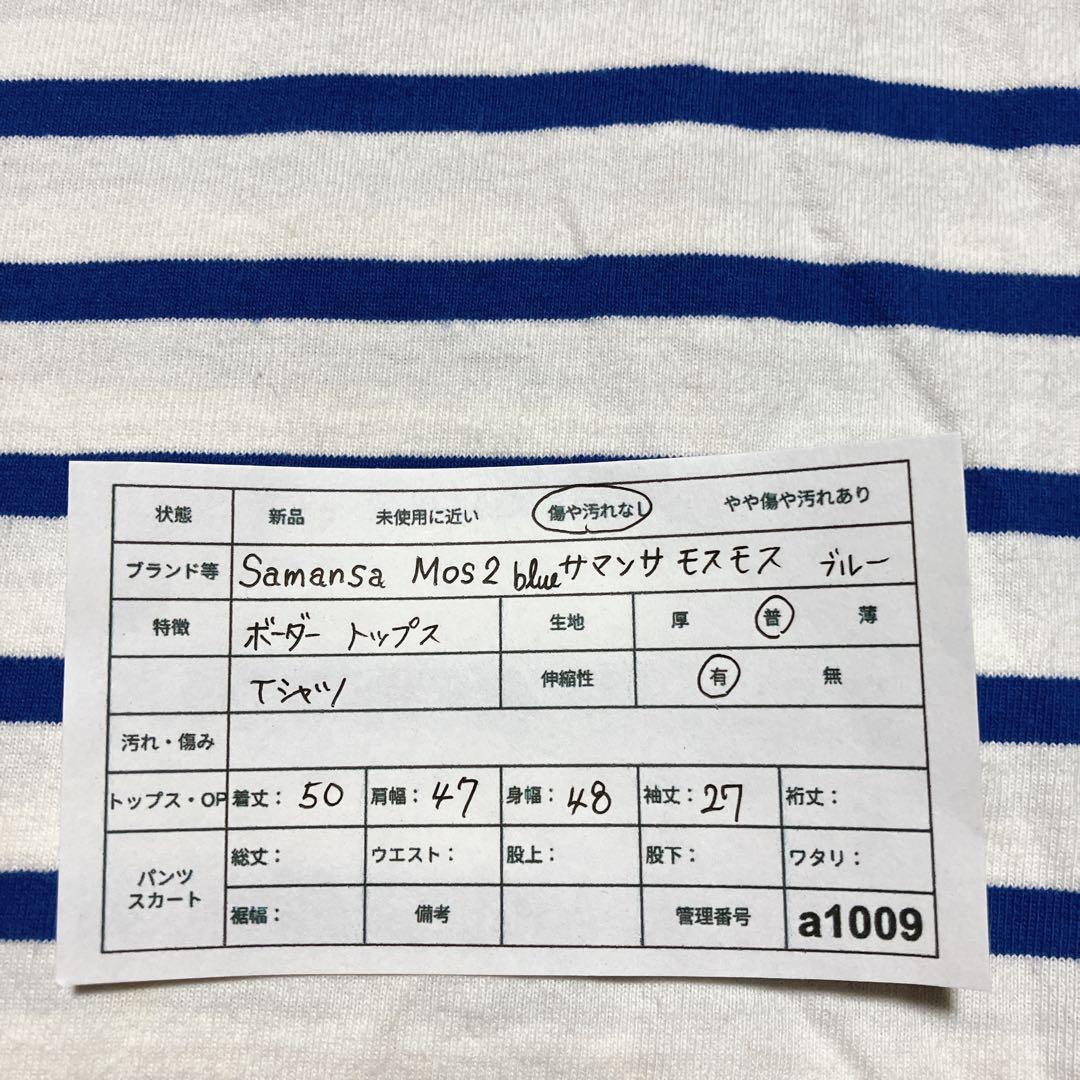 状態 新品 未使用に近い 傷や汚れなし やや傷や汚れあり
ブランド等 Samansa Mos2 blue サマンサ モスモス ブルー
特徴 ボーダー トップス 生地 厚 普 薄
Tシャツ 伸縮性 有 無
汚れ・傷み
トップス・OP 着丈: 50 肩幅: 47 身幅: 48 袖丈: 27 裄丈:
パンツ スカート 総丈: ウエスト: 股上: 股下: ワタリ:
裾幅: 備考 管理番号 a1009